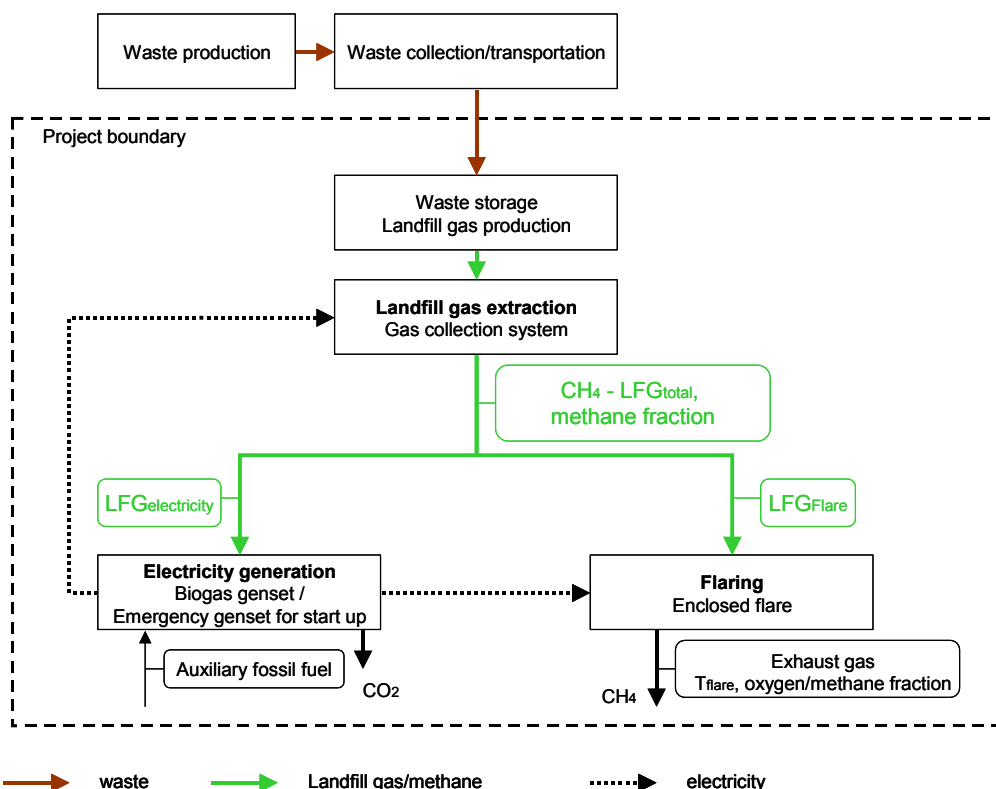 Waste production
Waste collection/transportation
Project boundary
Waste storage
Landfill gas production
Landfill gas extraction
Gas collection system
CH4 - LFGtotal,
methane fraction
LFGelectricity
LFGFlare
Electricity generation
Biogas genset /
Emergency genset for start up
Flaring
Enclosed flare
Auxiliary fossil fuel
CO2
Exhaust gas
Tflare, oxygen/methane fraction
CH4
waste
Landfill gas/methane
electricity